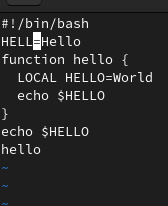 #!/bin/bash
HELL=Hello
function hello {
  LOCAL HELLO=World
  echo $HELLO
}
echo $HELLO
hello
~
~
~